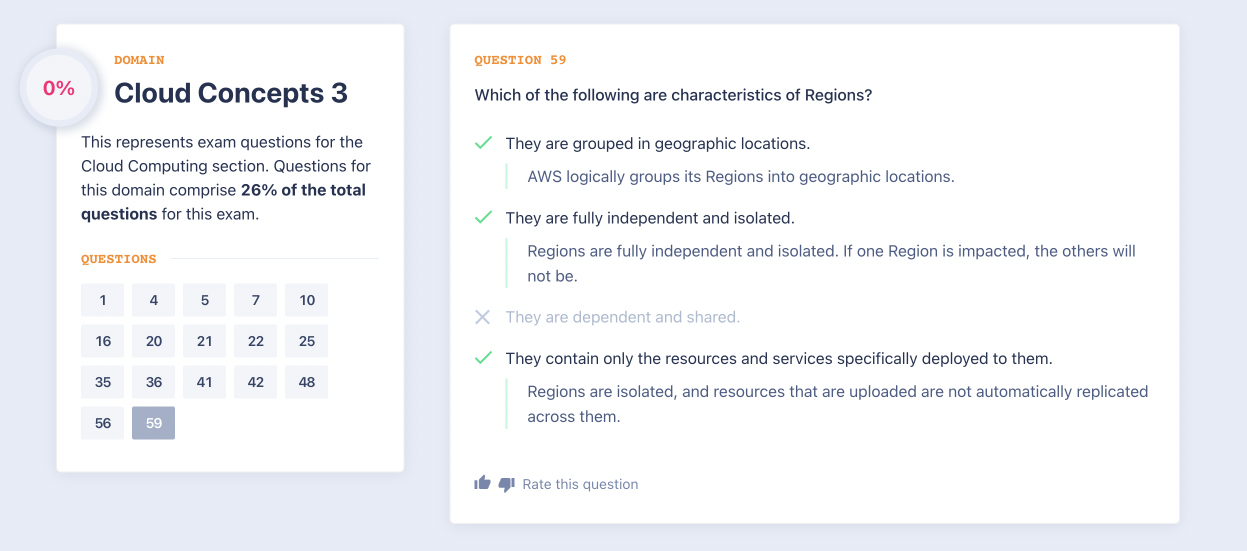 0%
DOMAIN
Cloud Concepts 3
This represents exam questions for the
Cloud Computing section. Questions for
this domain comprise 26% of the total
questions for this exam.
QUESTIONS
1 4 5 7 10
16 20 21 22 25
35 36 41 42 48
56 59
QUESTION 59
Which of the following are characteristics of Regions?
They are grouped in geographic locations.
AWS logically groups its Regions into geographic locations.
They are fully independent and isolated.
Regions are fully independent and isolated. If one Region is impacted, the others will
not be.
They are dependent and shared.
They contain only the resources and services specifically deployed to them.
Regions are isolated, and resources that are uploaded are not automatically replicated
across them.
Rate this question